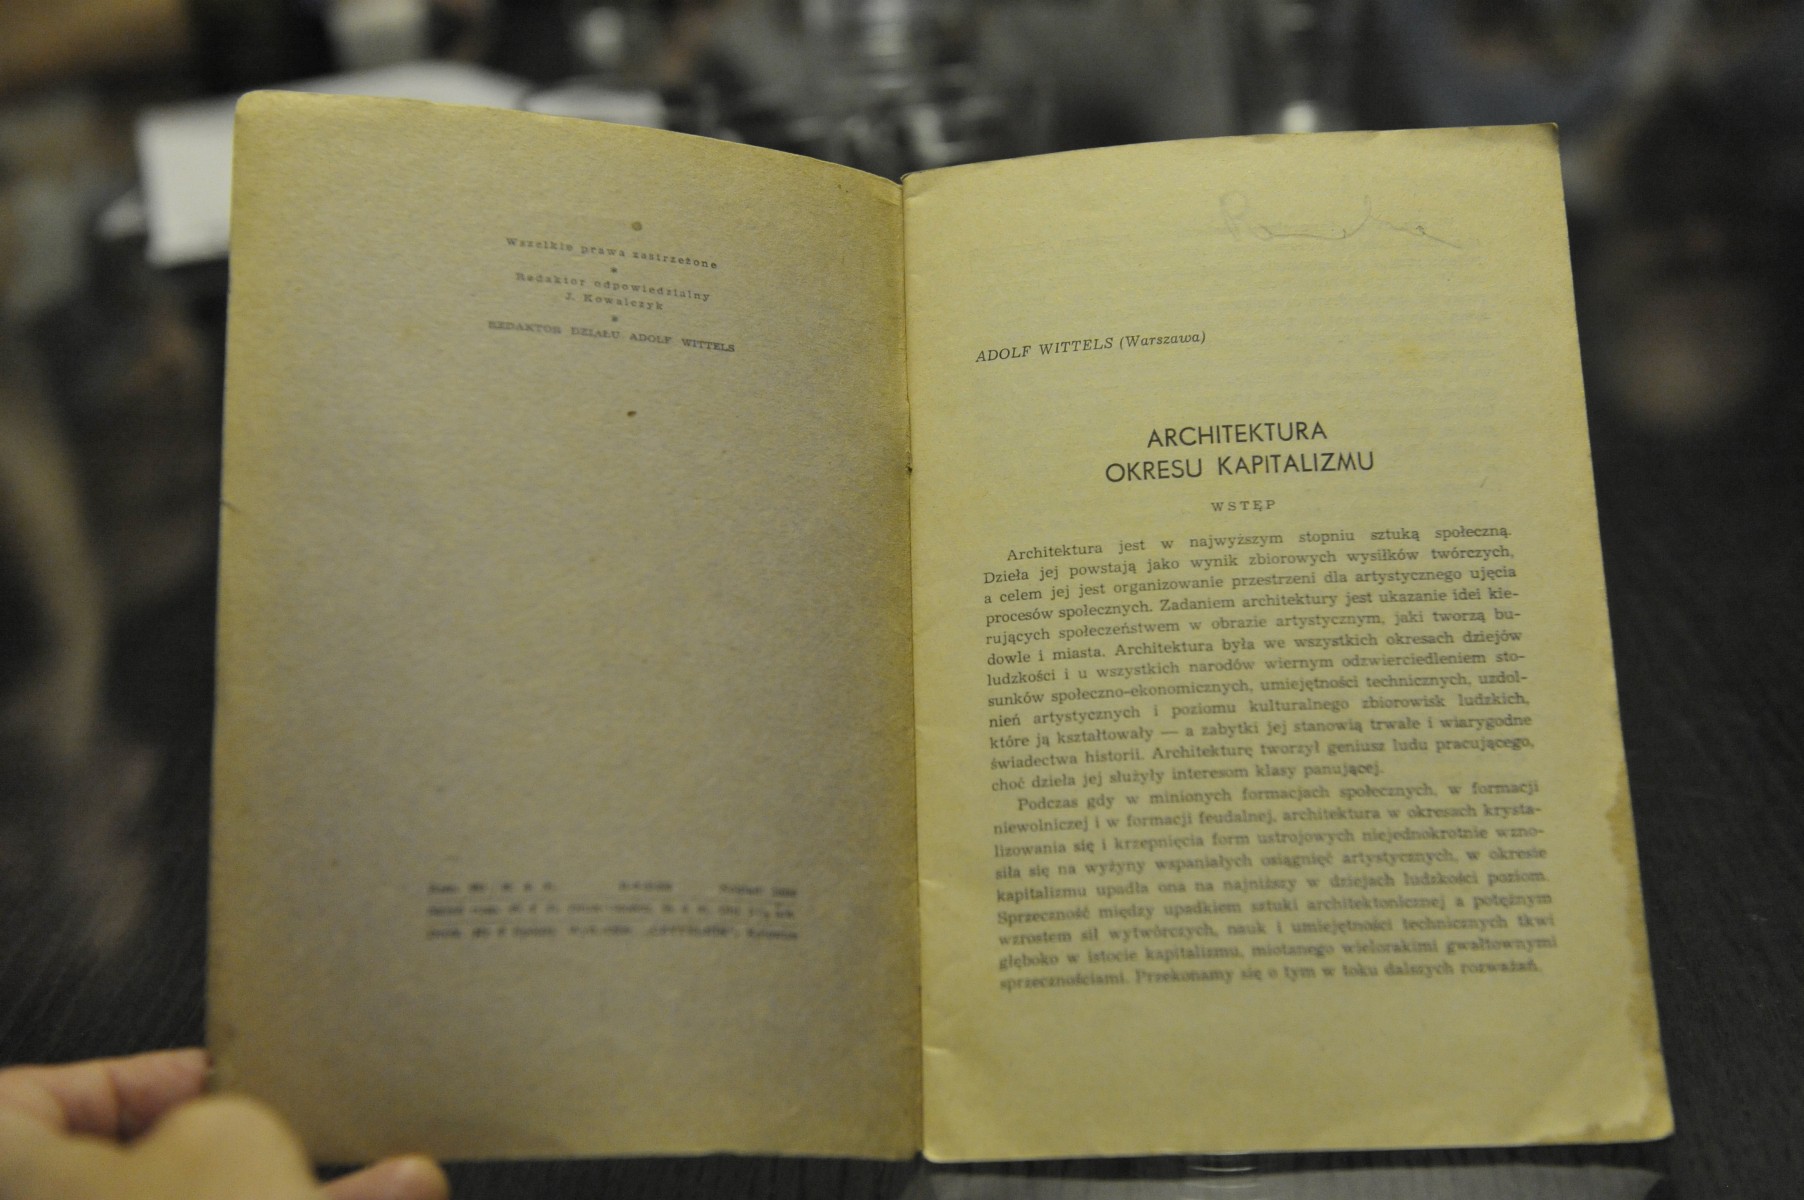 Wszelkie prawa zastrzeżone
Redaktor odpowiedzialny
J. Kowalczyk
REDAKTOR DZIAŁU ADOLF WITTELS
ADOLF WITTELS (Warszawa)
ARCHITEKTURA
OKRESU KAPITALIZMU
WSTĘP
Architektura jest w najwyższym stopniu sztuką społeczną.
Dzieła jej powstają jako wynik zbiorowych wysiłków twórczych,
a celem jej jest organizowanie przestrzeni dla artystycznego ujęcia
procesów społecznych. Zadaniem architektury jest ukazanie idei kie-
rujących społeczeństwem w obrazie artystycznym, jaki tworzą bu-
dowle i miasta. Architektura była we wszystkich okresach dziejów
ludzkości i u wszystkich narodów wiernym odzwierciedleniem sto-
sunków społeczno-ekonomicznych, umiejętności technicznych, uzdol-
nień artystycznych i poziomu kulturalnego zbiorowisk ludzkich,
które ją kształtowały — a zabytki jej stanowią trwałe i wiarygodne
świadectwa historii. Architekturę tworzył geniusz ludu pracującego,
choć dzieła jej służyły interesom klasy panującej.
Podczas gdy w minionych formacjach społecznych, w formacji
niewolniczej i w formacji feudalnej, architektura w okresach krysta-
lizowania się i krzepnięcia form ustrojowych niejednokrotnie wzno-
siła się na wyżyny wspaniałych osiągnięć artystycznych, w okresie
kapitalizmu upadła ona na najniższy w dziejach ludzkości poziom.
Sprzeczność między upadkiem sztuki architektonicznej a potężnym
wzrostem sił wytwórczych, nauk i umiejętności technicznych tkwi
głęboko w istocie kapitalizmu, miotanego wielorakimi gwałtownymi
sprzecznościami. Przekonamy się o tym w toku dalszych rozważań.